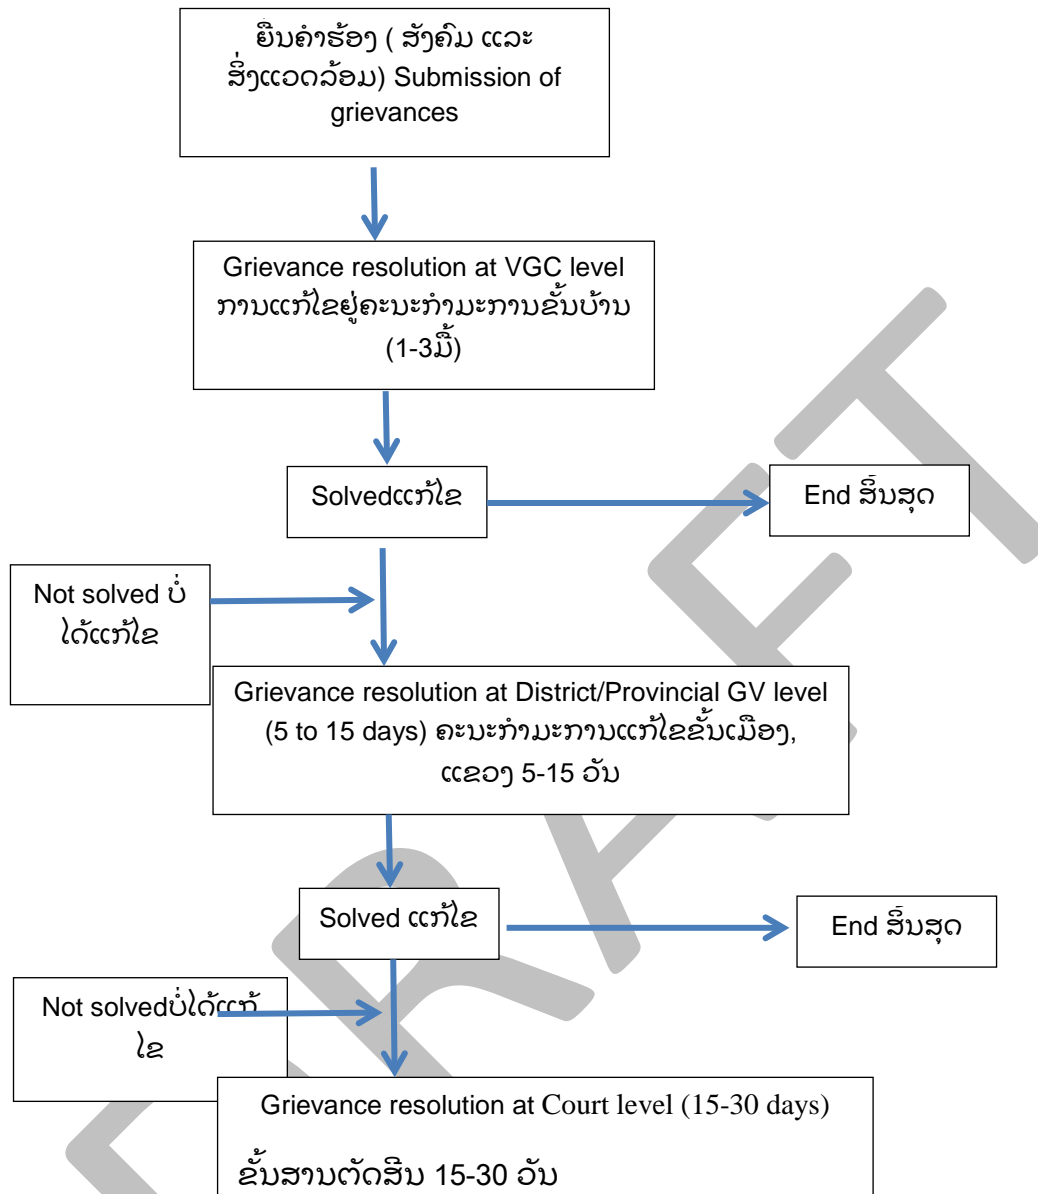 ຍື່ນຄຳຮ້ອງ ( ສັງຄົມ ແລະ
ສິ່ງແວດລ້ອມ) Submission of
grievances
Grievance resolution at VGC level
ການແກ້ໄຂຢູ່ຄະນະກຳມະການຂັ້ນບ້ານ
(1-3ມື້)
Solvedແກ້ໄຂ
End ສິ້ນສຸດ
Not solved ບໍ່
ໄດ້ແກ້ໄຂ
Grievance resolution at District/Provincial GV level
(5 to 15 days) ຄະນະກຳມະການແກ້ໄຂຂັ້ນເມືອງ,
ແຂວງ 5-15 ວັນ
Solved ແກ້ໄຂ
End ສິ້ນສຸດ
Not solvedບໍ່ໄດ້ແກ້
ໄຂ
Grievance resolution at Court level (15-30 days)
ຂັ້ນສານຕັດສີນ 15-30 ວັນ
DRAFT